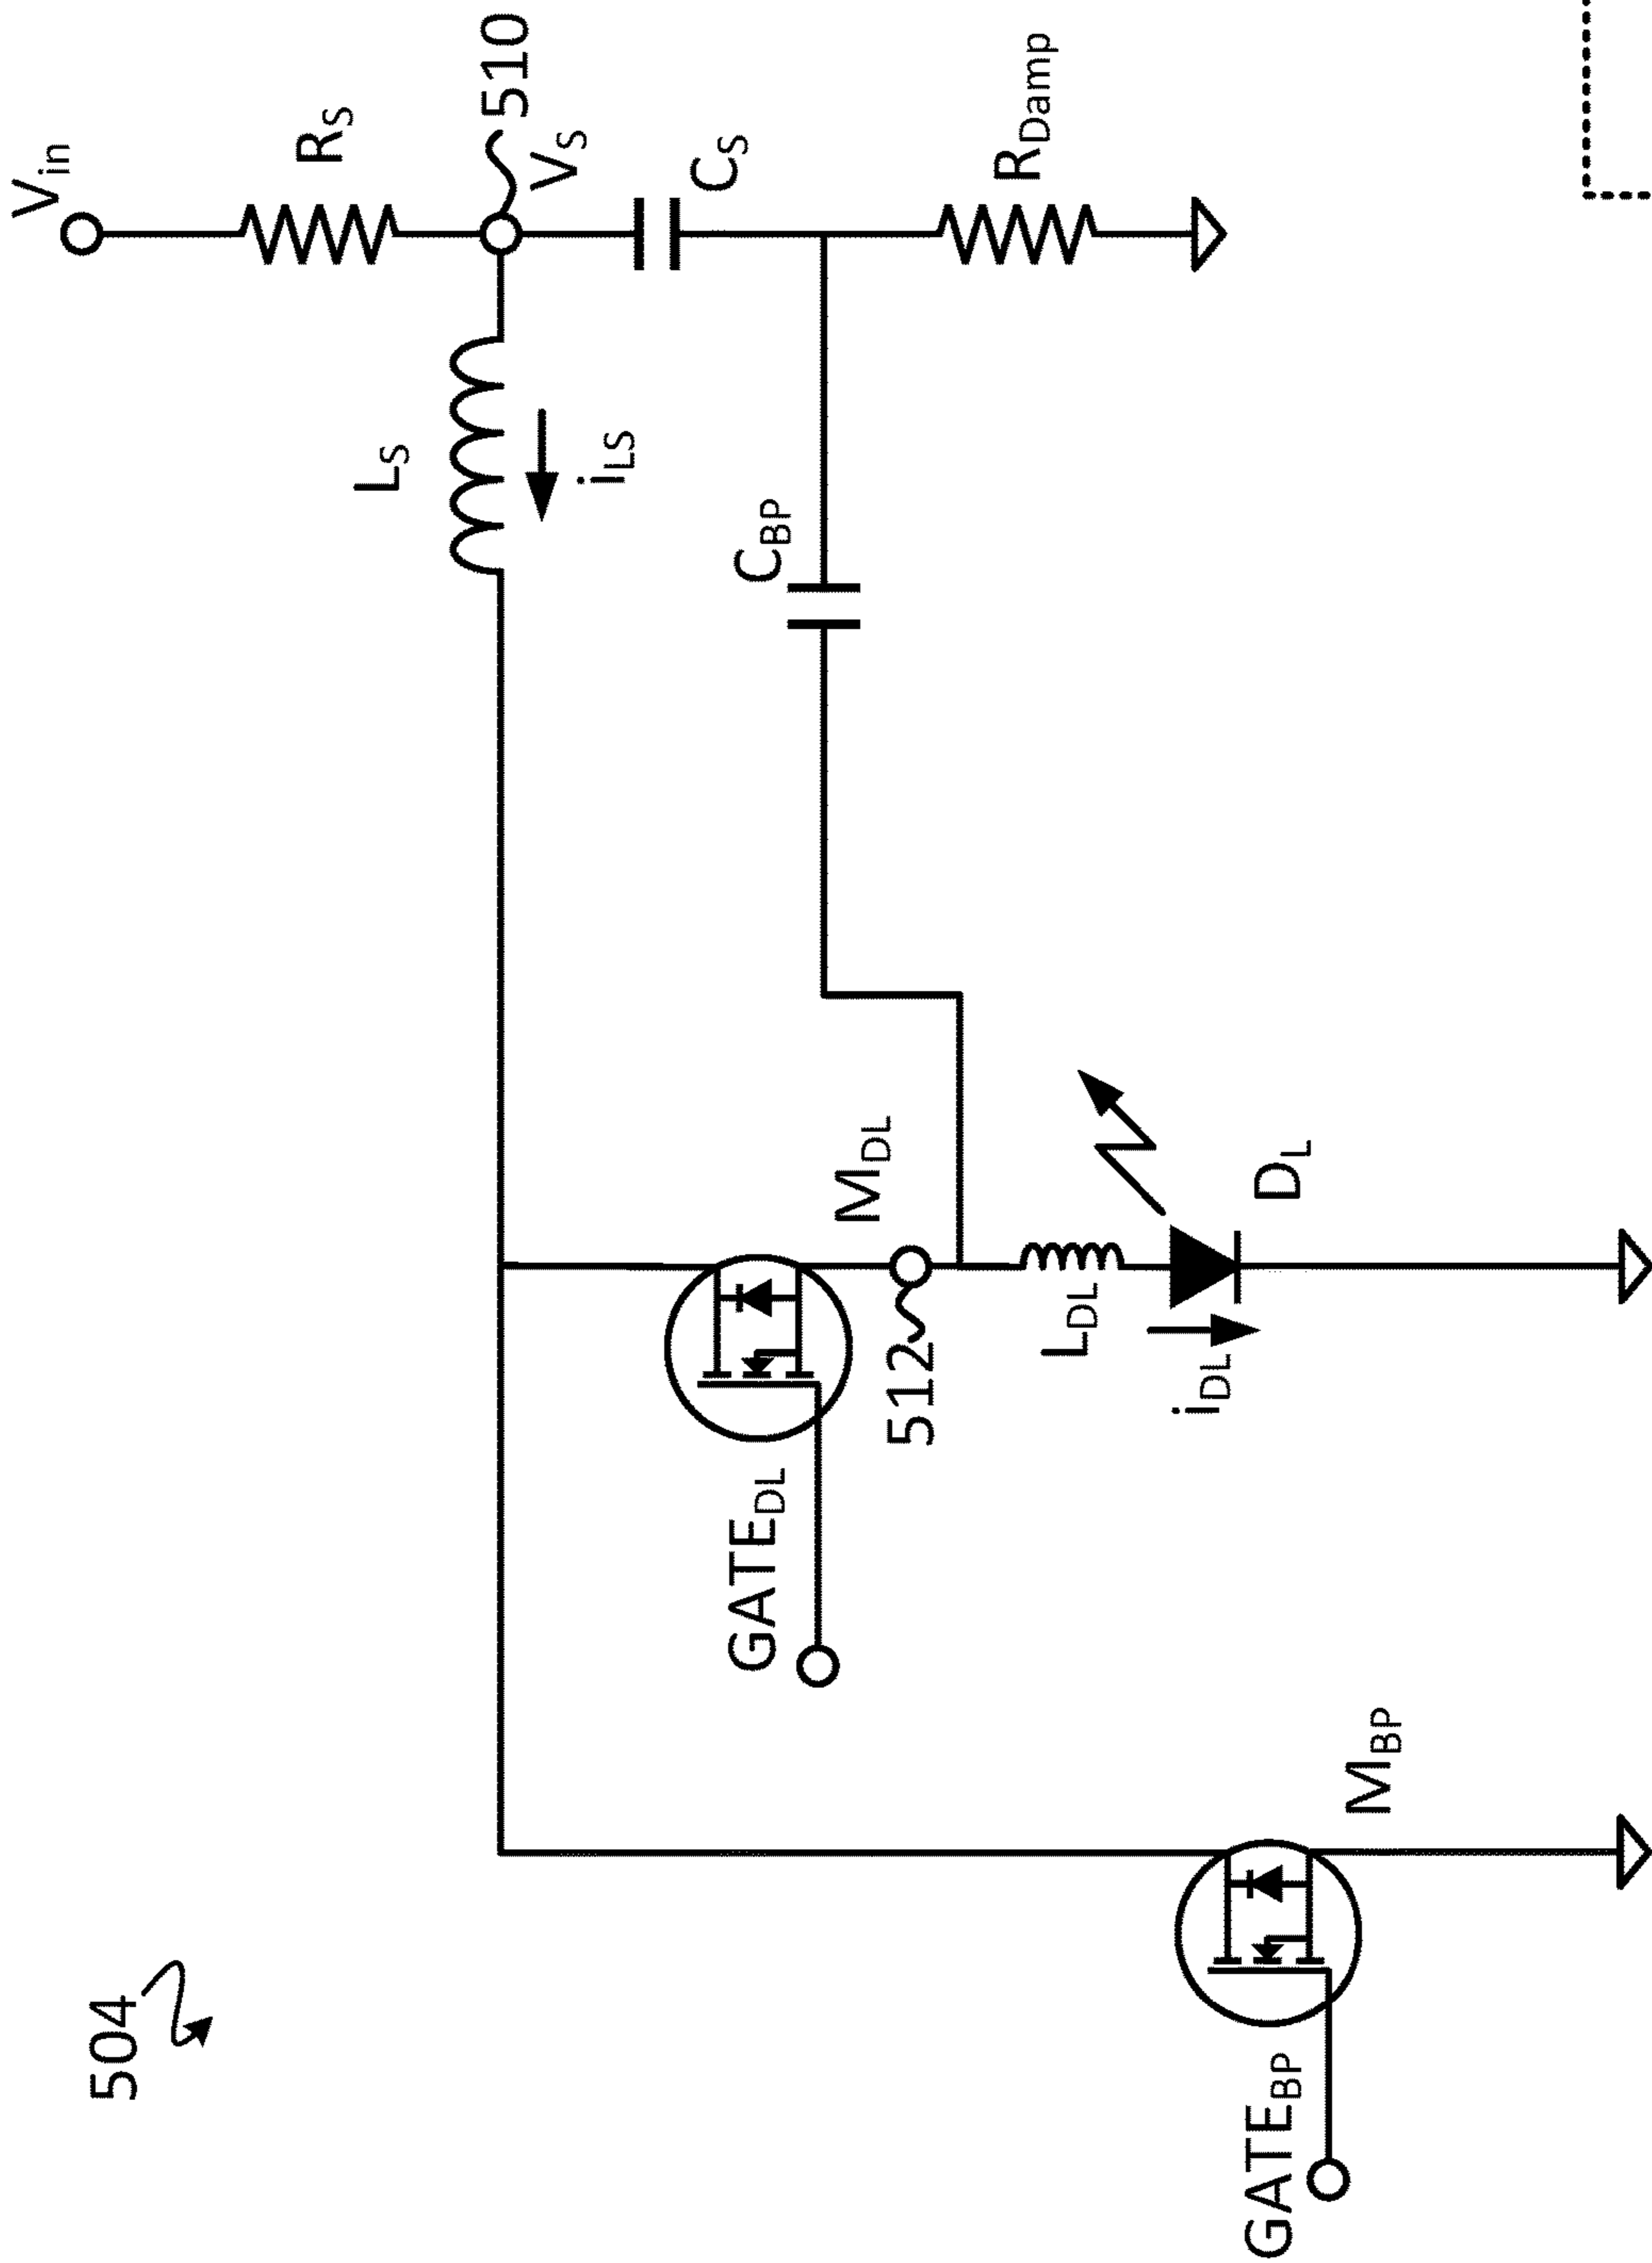 504
V_in
R_S
510
V_S
L_S
i_LS
C_S
C_BP
R_Damp
M_DL
GATE_DL
512
L_DL
i_DL
D_L
M_BP
GATE_BP